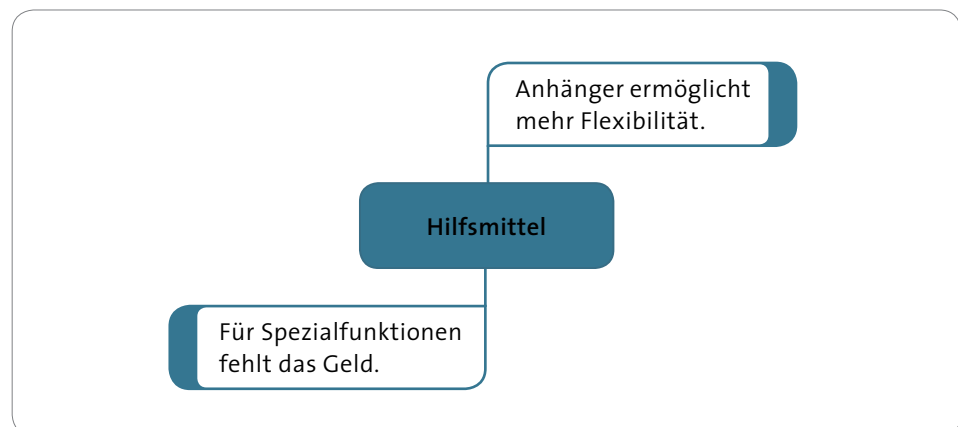 Anhänger ermöglicht
mehr Flexibilität.
Hilfsmittel
Für Spezialfunktionen
fehlt das Geld.